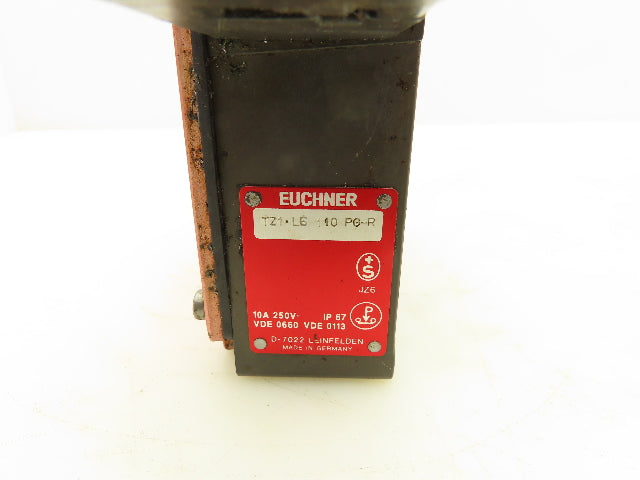 EUCHNER
TZ1·LE 110 PG-R
+
S
JZ6
P
10A 250V~ IP 67
VDE 0660 VDE 0113
D-7022 LEINFELDEN
MADE IN GERMANY